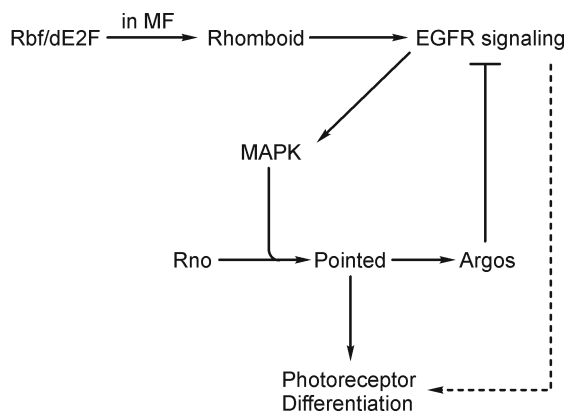 in MF
Rbf/dE2F Rhomboid EGFR signaling
MAPK
Rno Pointed Argos
Photoreceptor
Differentiation